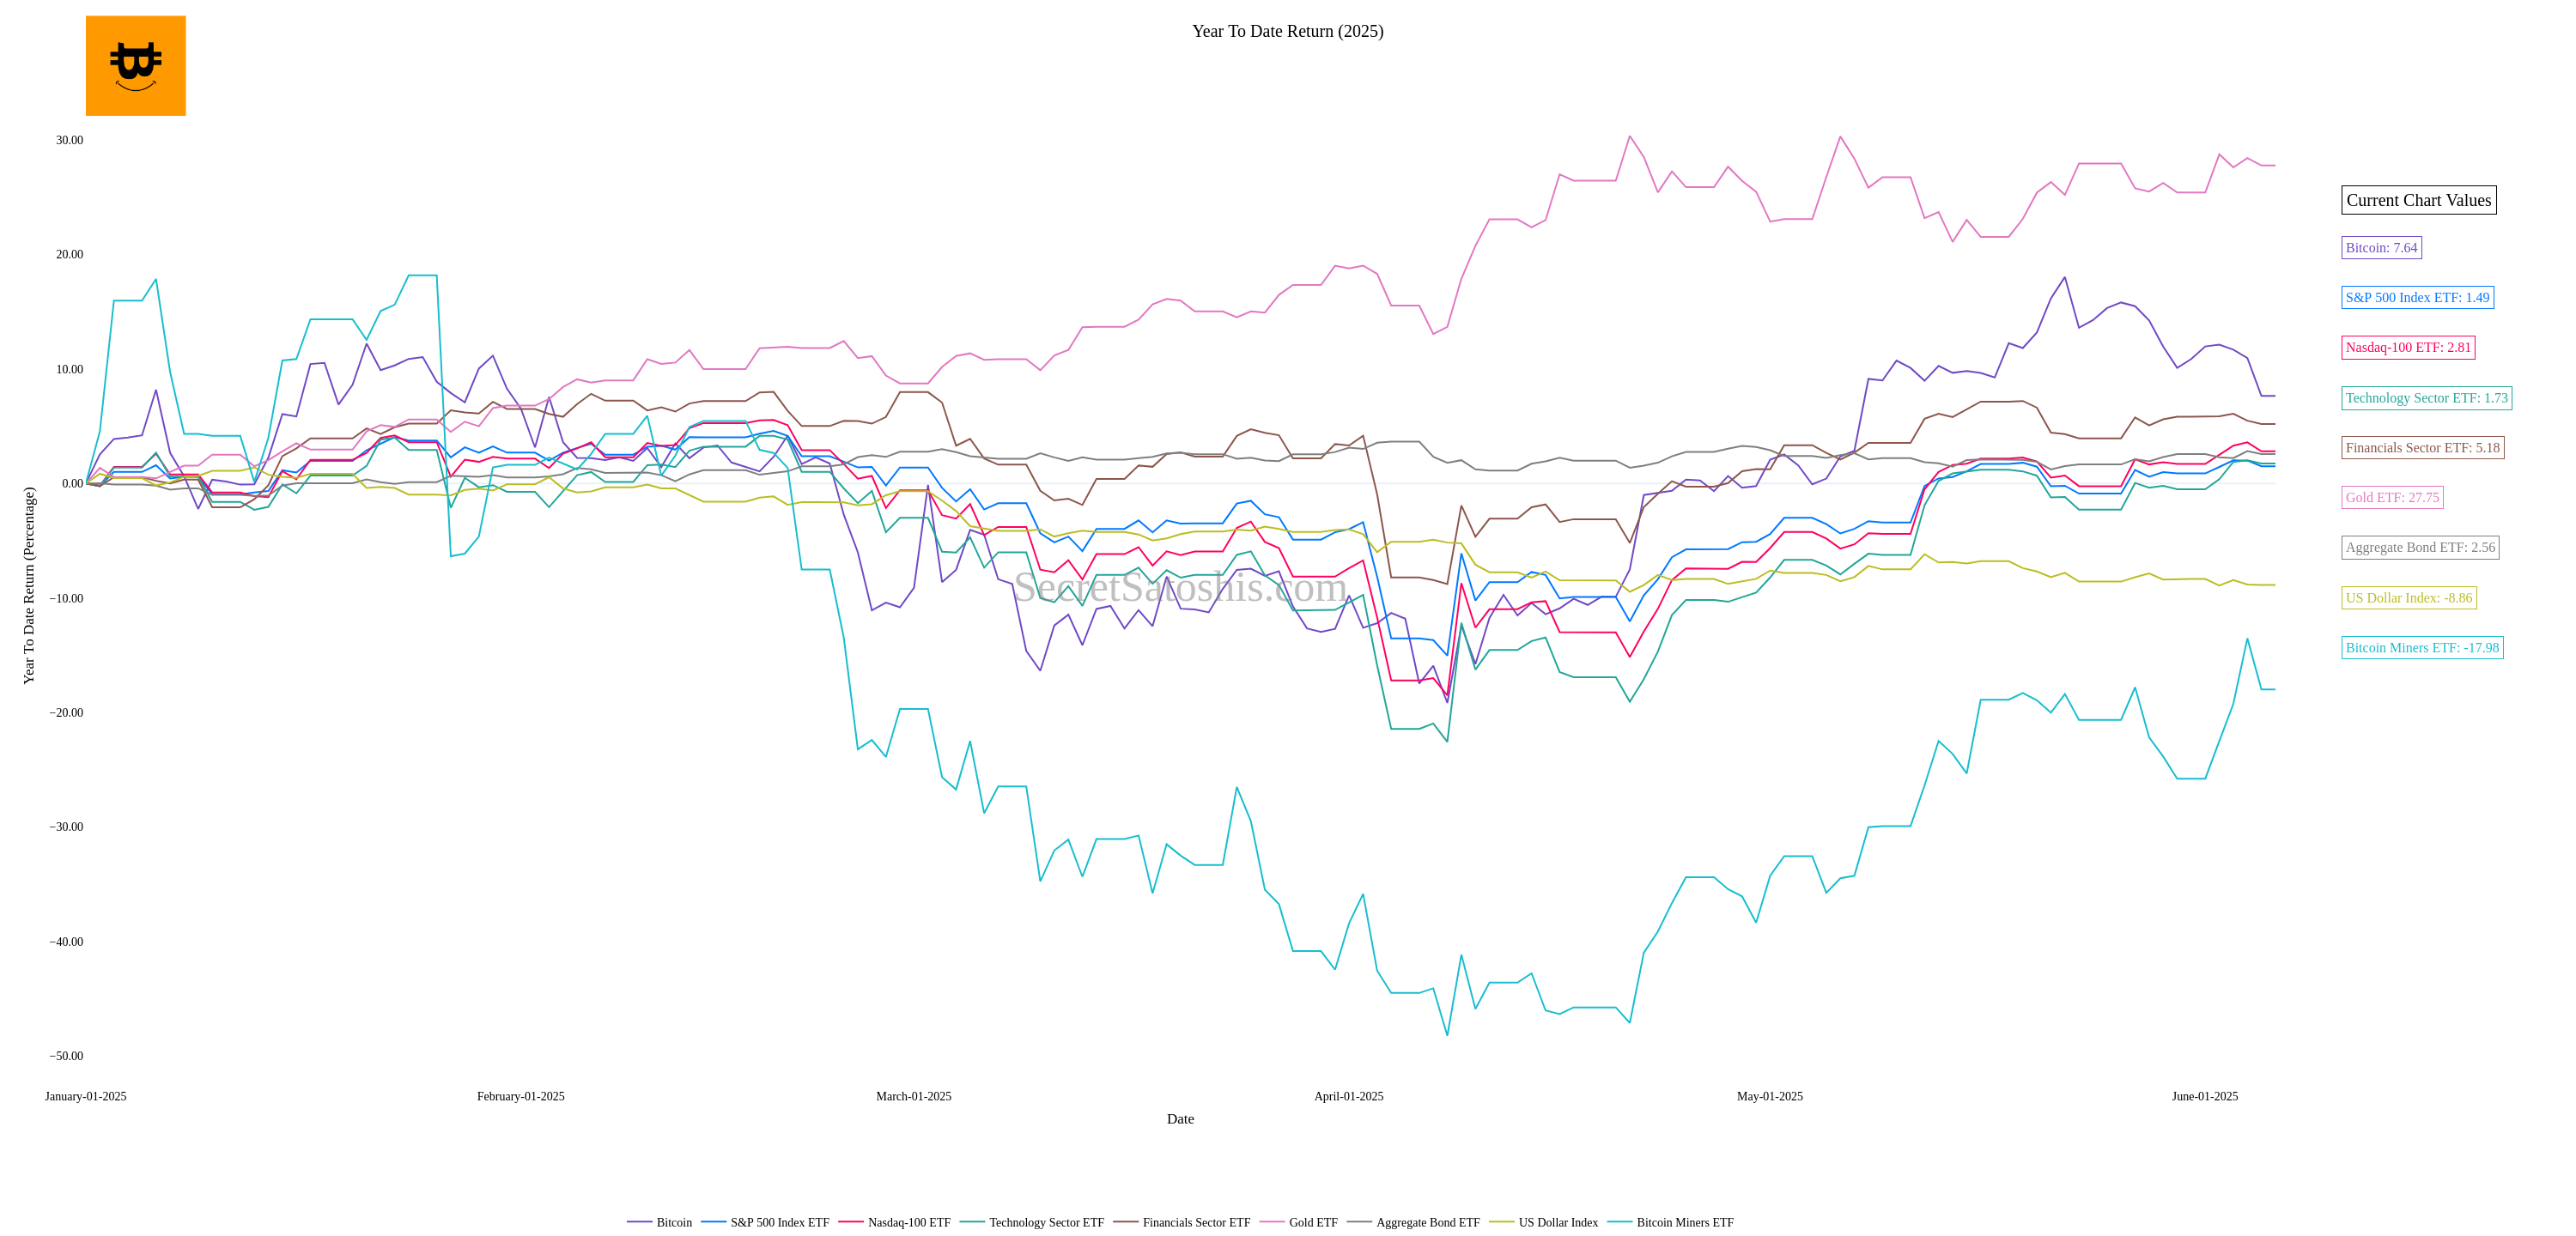 Year To Date Return (2025)
30.00
20.00
10.00
0.00
−10.00
−20.00
−30.00
−40.00
−50.00
Year To Date Return (Percentage)
SecretSatoshis.com
Current Chart Values
Bitcoin: 7.64
S&P 500 Index ETF: 1.49
Nasdaq-100 ETF: 2.81
Technology Sector ETF: 1.73
Financials Sector ETF: 5.18
Gold ETF: 27.75
Aggregate Bond ETF: 2.56
US Dollar Index: -8.86
Bitcoin Miners ETF: -17.98
January-01-2025 February-01-2025 March-01-2025 April-01-2025 May-01-2025 June-01-2025
Date
Bitcoin S&P 500 Index ETF Nasdaq-100 ETF Technology Sector ETF Financials Sector ETF Gold ETF Aggregate Bond ETF US Dollar Index Bitcoin Miners ETF